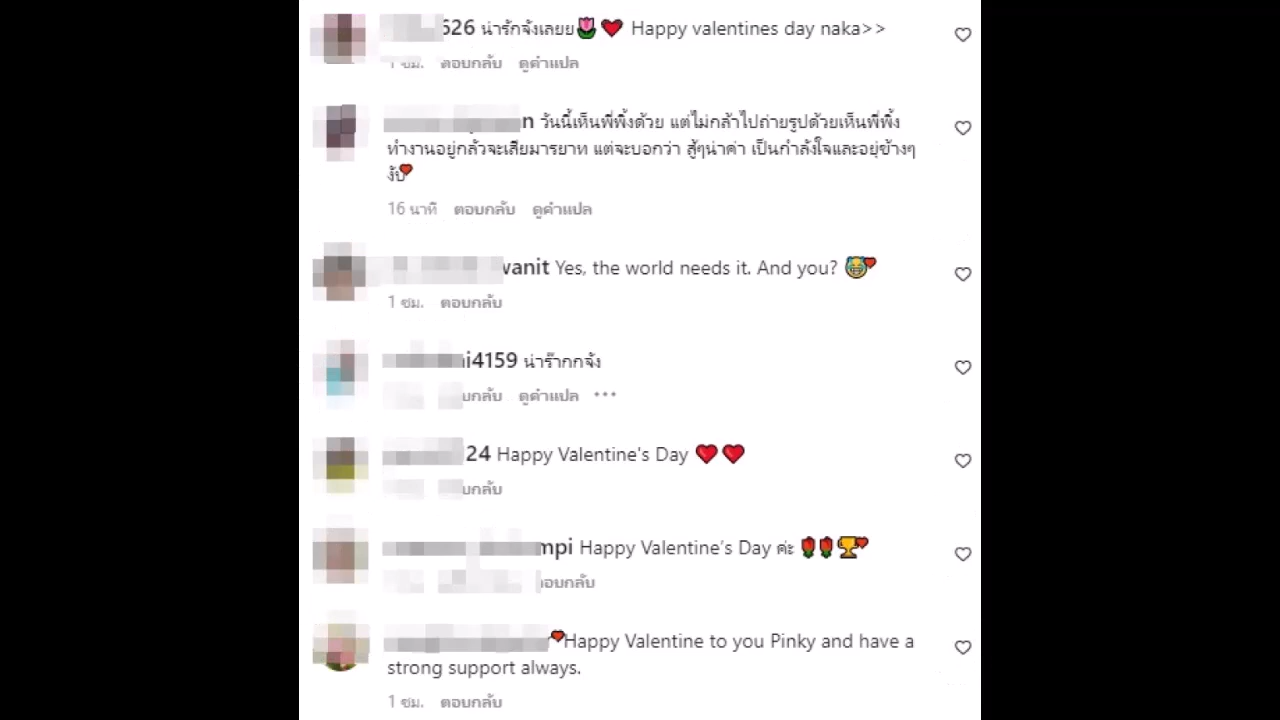 626 น่ารักจังเลยย🌷❤️ Happy valentines day naka>>
1 ชม. ตอบกลับ ดูคำแปล
n วันนี้เห็นพี่พิ้งด้วย แต่ไม่กล้าไปถ่ายรูปด้วยเห็นพี่พิ้ง
ทำงานอยู่กลัวจะเสียมารยาท แต่จะบอกว่า สู้ๆน่าค่า เป็นกำลังใจและอยุ่ข้างๆ
งับ❤️
16 นาที ตอบกลับ ดูคำแปล
wanit Yes, the world needs it. And you?
1 ชม. ตอบกลับ
i4159 น่าร๊ากกจัง
บกลับ ดูคำแปล •••
24 Happy Valentine's Day ❤️❤️
บกลับ
mpi Happy Valentine's Day ค่ะ 🌹🌹🏆❤️
อบกลับ
❤️Happy Valentine to you Pinky and have a
strong support always.
1 ชม. ตอบกลับ